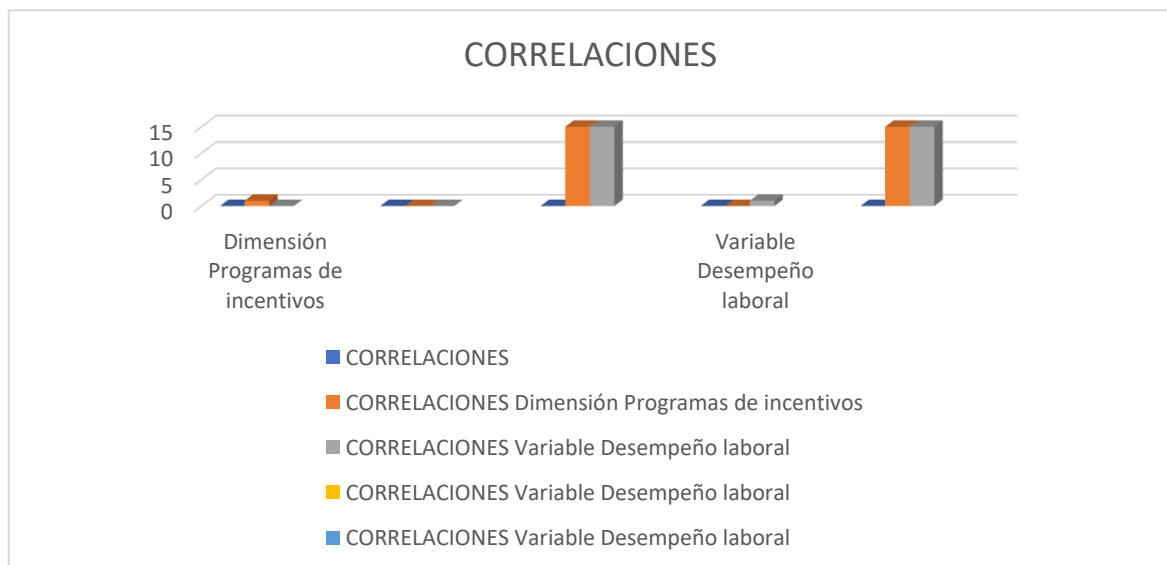 CORRELACIONES
15
10
5
0
Dimensión
Programas de
incentivos
Variable
Desempeño
laboral
CORRELACIONES
CORRELACIONES Dimensión Programas de incentivos
CORRELACIONES Variable Desempeño laboral
CORRELACIONES Variable Desempeño laboral
CORRELACIONES Variable Desempeño laboral